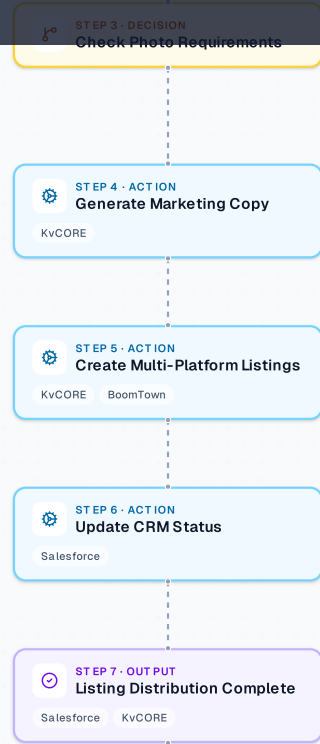 STEP 3 · DECISION
Check Photo Requirements
STEP 4 · ACTION
Generate Marketing Copy
KvCORE
STEP 5 · ACTION
Create Multi-Platform Listings
KvCORE BoomTown
STEP 6 · ACTION
Update CRM Status
Salesforce
STEP 7 · OUTPUT
Listing Distribution Complete
Salesforce KvCORE